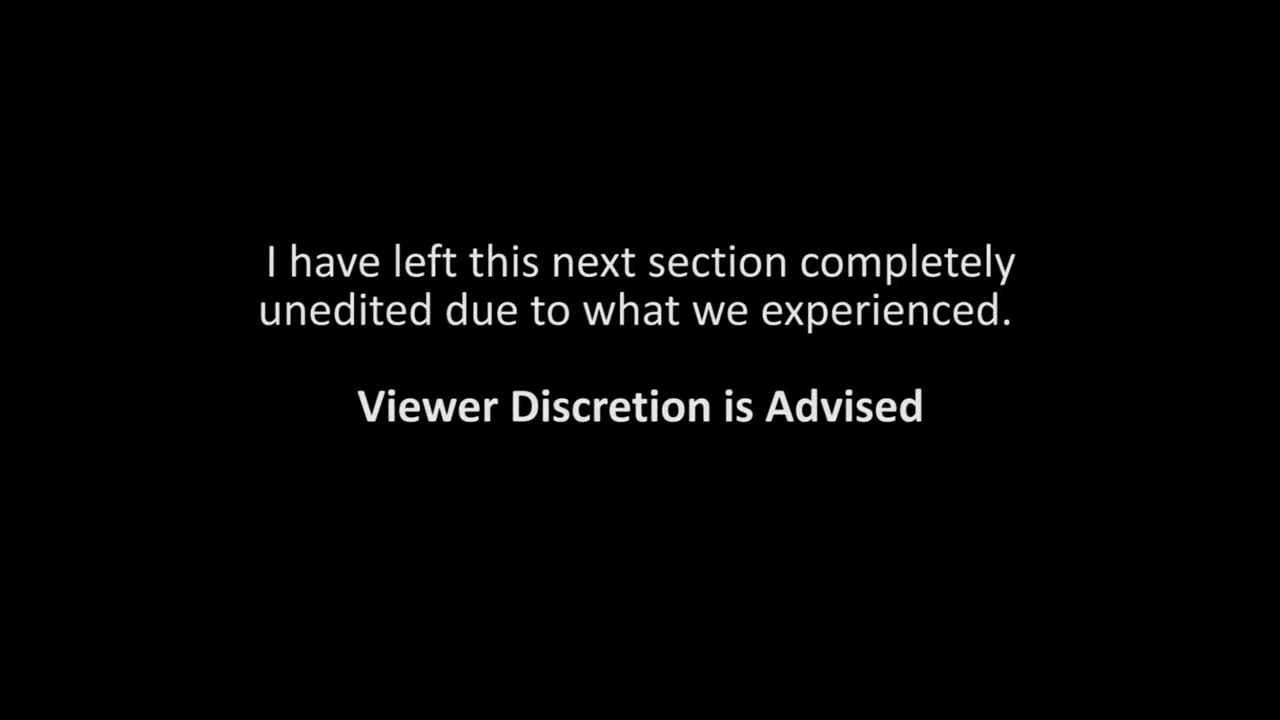 I have left this next section completely
unedited due to what we experienced.
Viewer Discretion is Advised